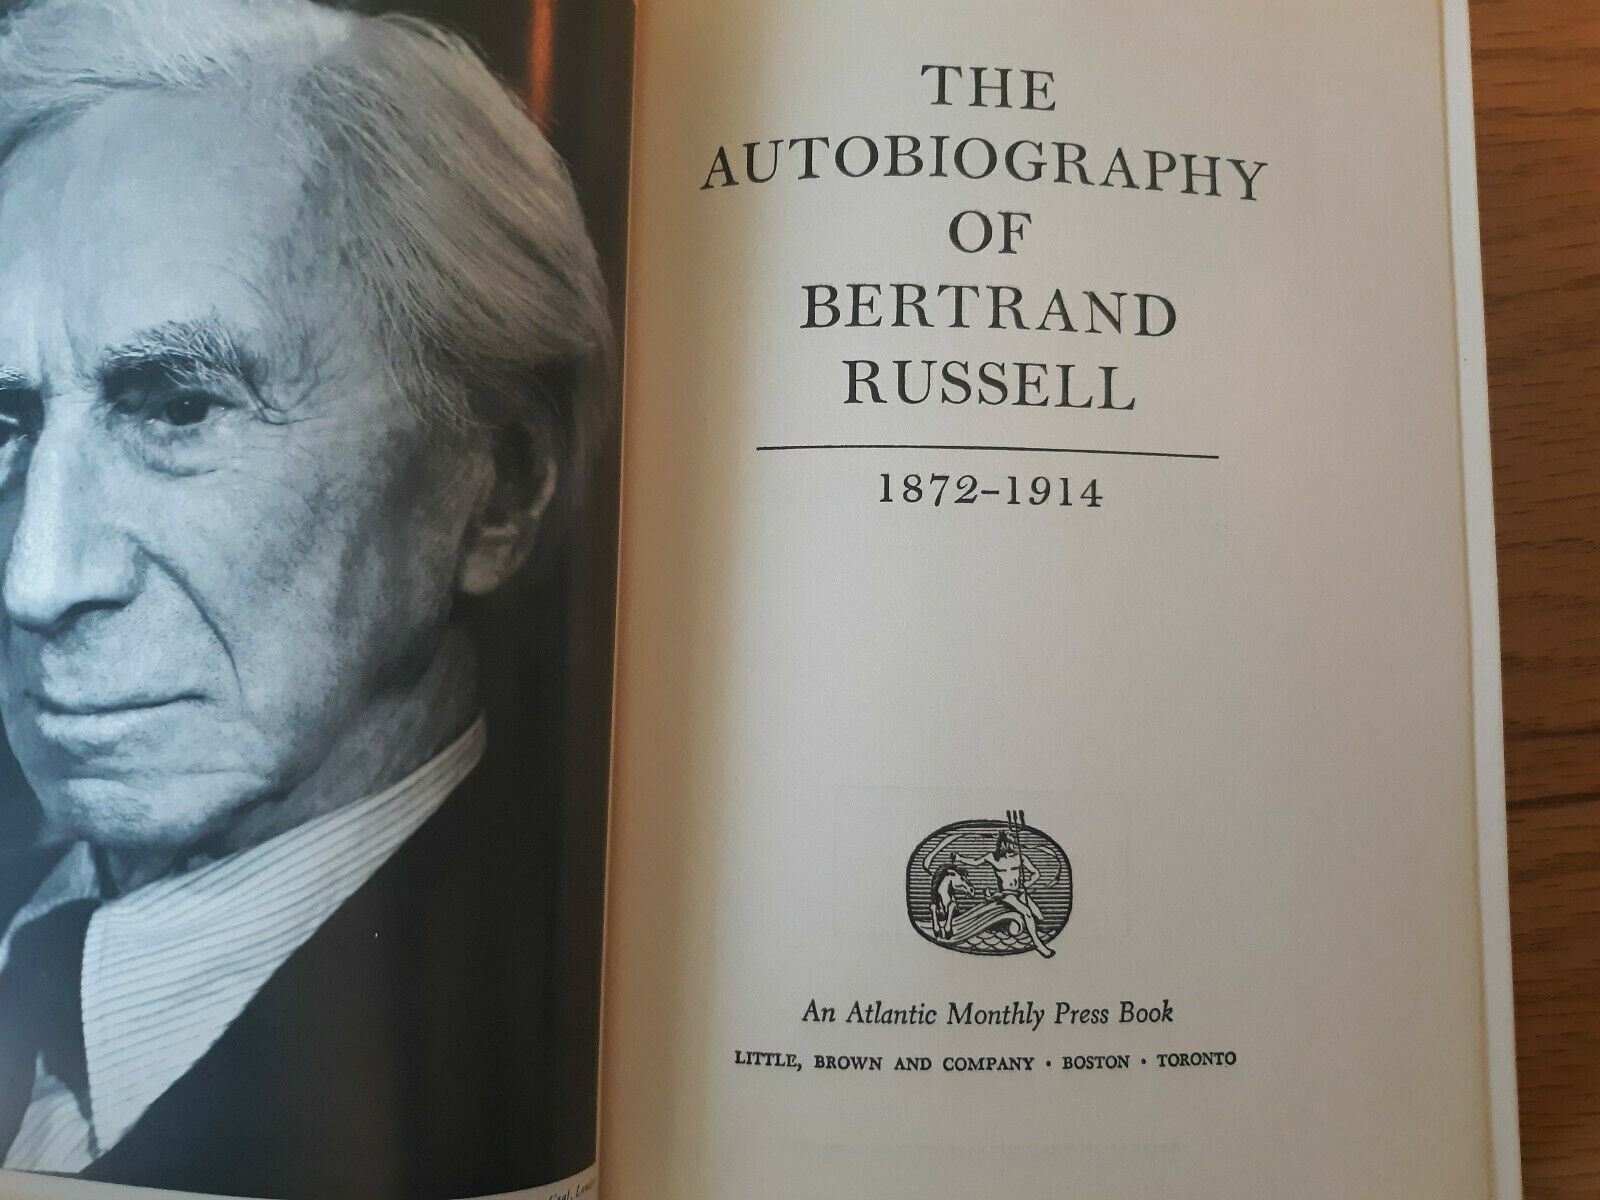 THE
AUTOBIOGRAPHY
OF
BERTRAND
RUSSELL
1872–1914
An Atlantic Monthly Press Book
LITTLE, BROWN AND COMPANY • BOSTON • TORONTO